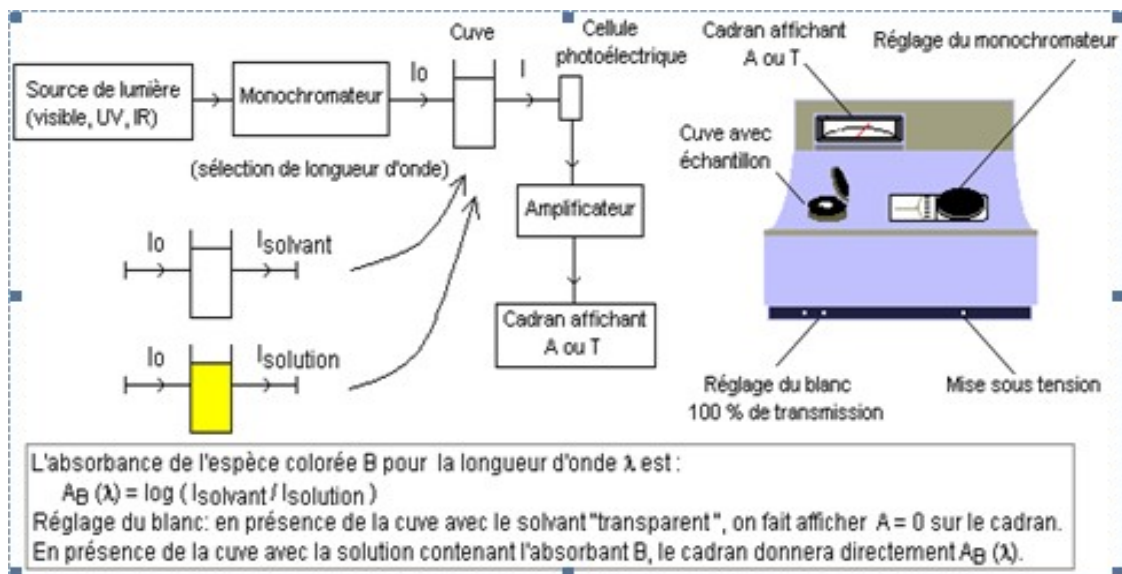 Source de lumière
(visible, UV, IR)
Monochromateur
Io
Cuve
I
Cellule
photoélectrique
(sélection de longueur d'onde)
Amplificateur
Cadran affichant
A ou T
Io
Isolvant
Io
Isolution
Cadran affichant
A ou T
Réglage du monochromateur
Cuve avec
échantillon
Réglage du blanc
100 % de transmission
Mise sous tension
L'absorbance de l'espèce colorée B pour la longueur d'onde λ est :
AB (λ) = log ( Isolvant / Isolution )
Réglage du blanc: en présence de la cuve avec le solvant "transparent", on fait afficher A = 0 sur le cadran.
En présence de la cuve avec la solution contenant l'absorbant B, le cadran donnera directement AB (λ).